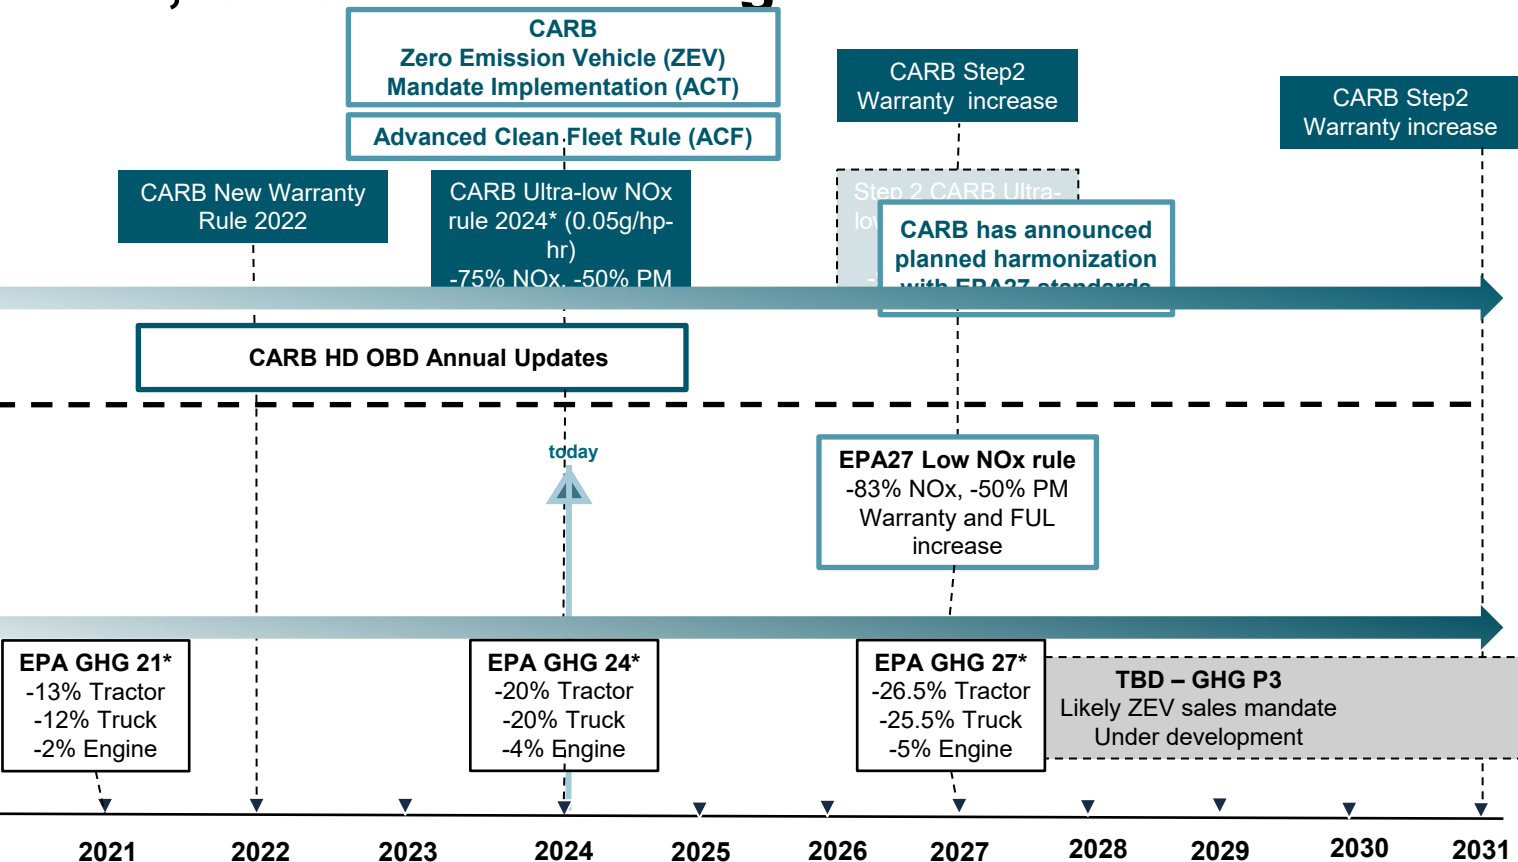 CARB
Zero Emission Vehicle (ZEV)
Mandate Implementation (ACT)
Advanced Clean Fleet Rule (ACF)
CARB Step2
Warranty increase
CARB Step2
Warranty increase
CARB New Warranty
Rule 2022
CARB Ultra-low NOx
rule 2024* (0.05g/hp-
hr)
-75% NOx, -50% PM
Step 2 CARB Ultra-
CARB has announced
planned harmonization
with EPA27 standards
CARB HD OBD Annual Updates
today
EPA27 Low NOx rule
-83% NOx, -50% PM
Warranty and FUL
increase
EPA GHG 21*
-13% Tractor
-12% Truck
-2% Engine
EPA GHG 24*
-20% Tractor
-20% Truck
-4% Engine
EPA GHG 27*
-26.5% Tractor
-25.5% Truck
-5% Engine
TBD – GHG P3
Likely ZEV sales mandate
Under development
2021
2022
2023
2024
2025
2026
2027
2028
2029
2030
2031